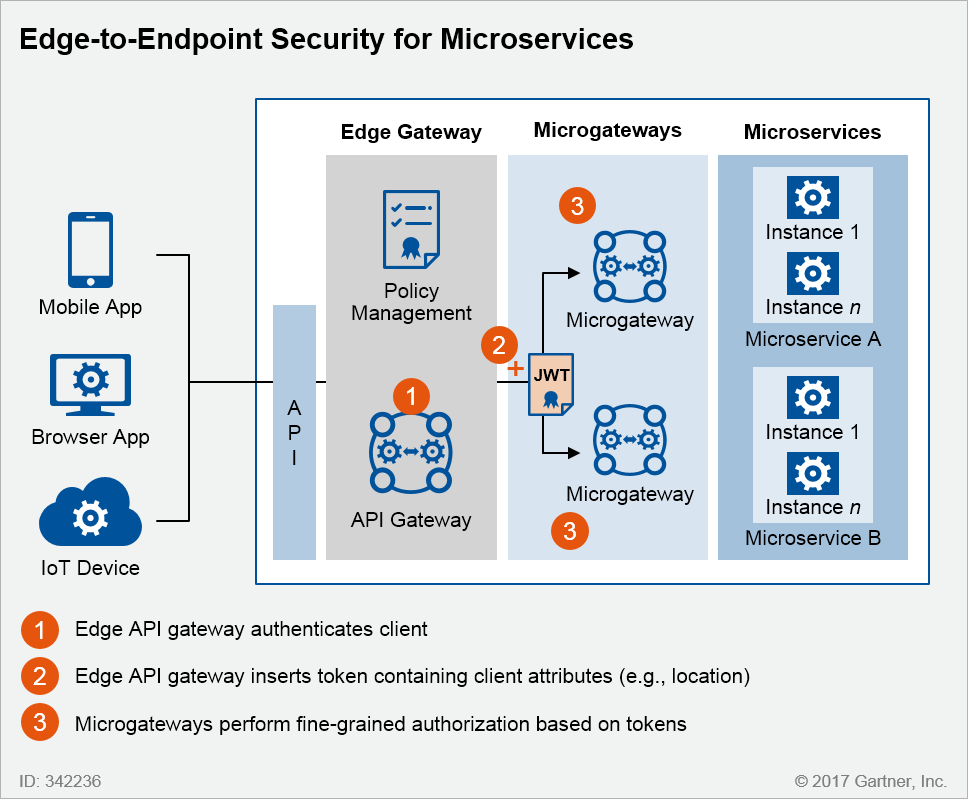 Edge-to-Endpoint Security for Microservices
Edge Gateway
Microgateways
Microservices
Mobile App
Browser App
IoT Device
A
P
I
Policy
Management
1
API Gateway
2
+
JWT
3
Microgateway
Microgateway
3
Instance 1
Instance n
Microservice A
Instance 1
Instance n
Microservice B
1 Edge API gateway authenticates client
2 Edge API gateway inserts token containing client attributes (e.g., location)
3 Microgateways perform fine-grained authorization based on tokens
ID: 342236
© 2017 Gartner, Inc.